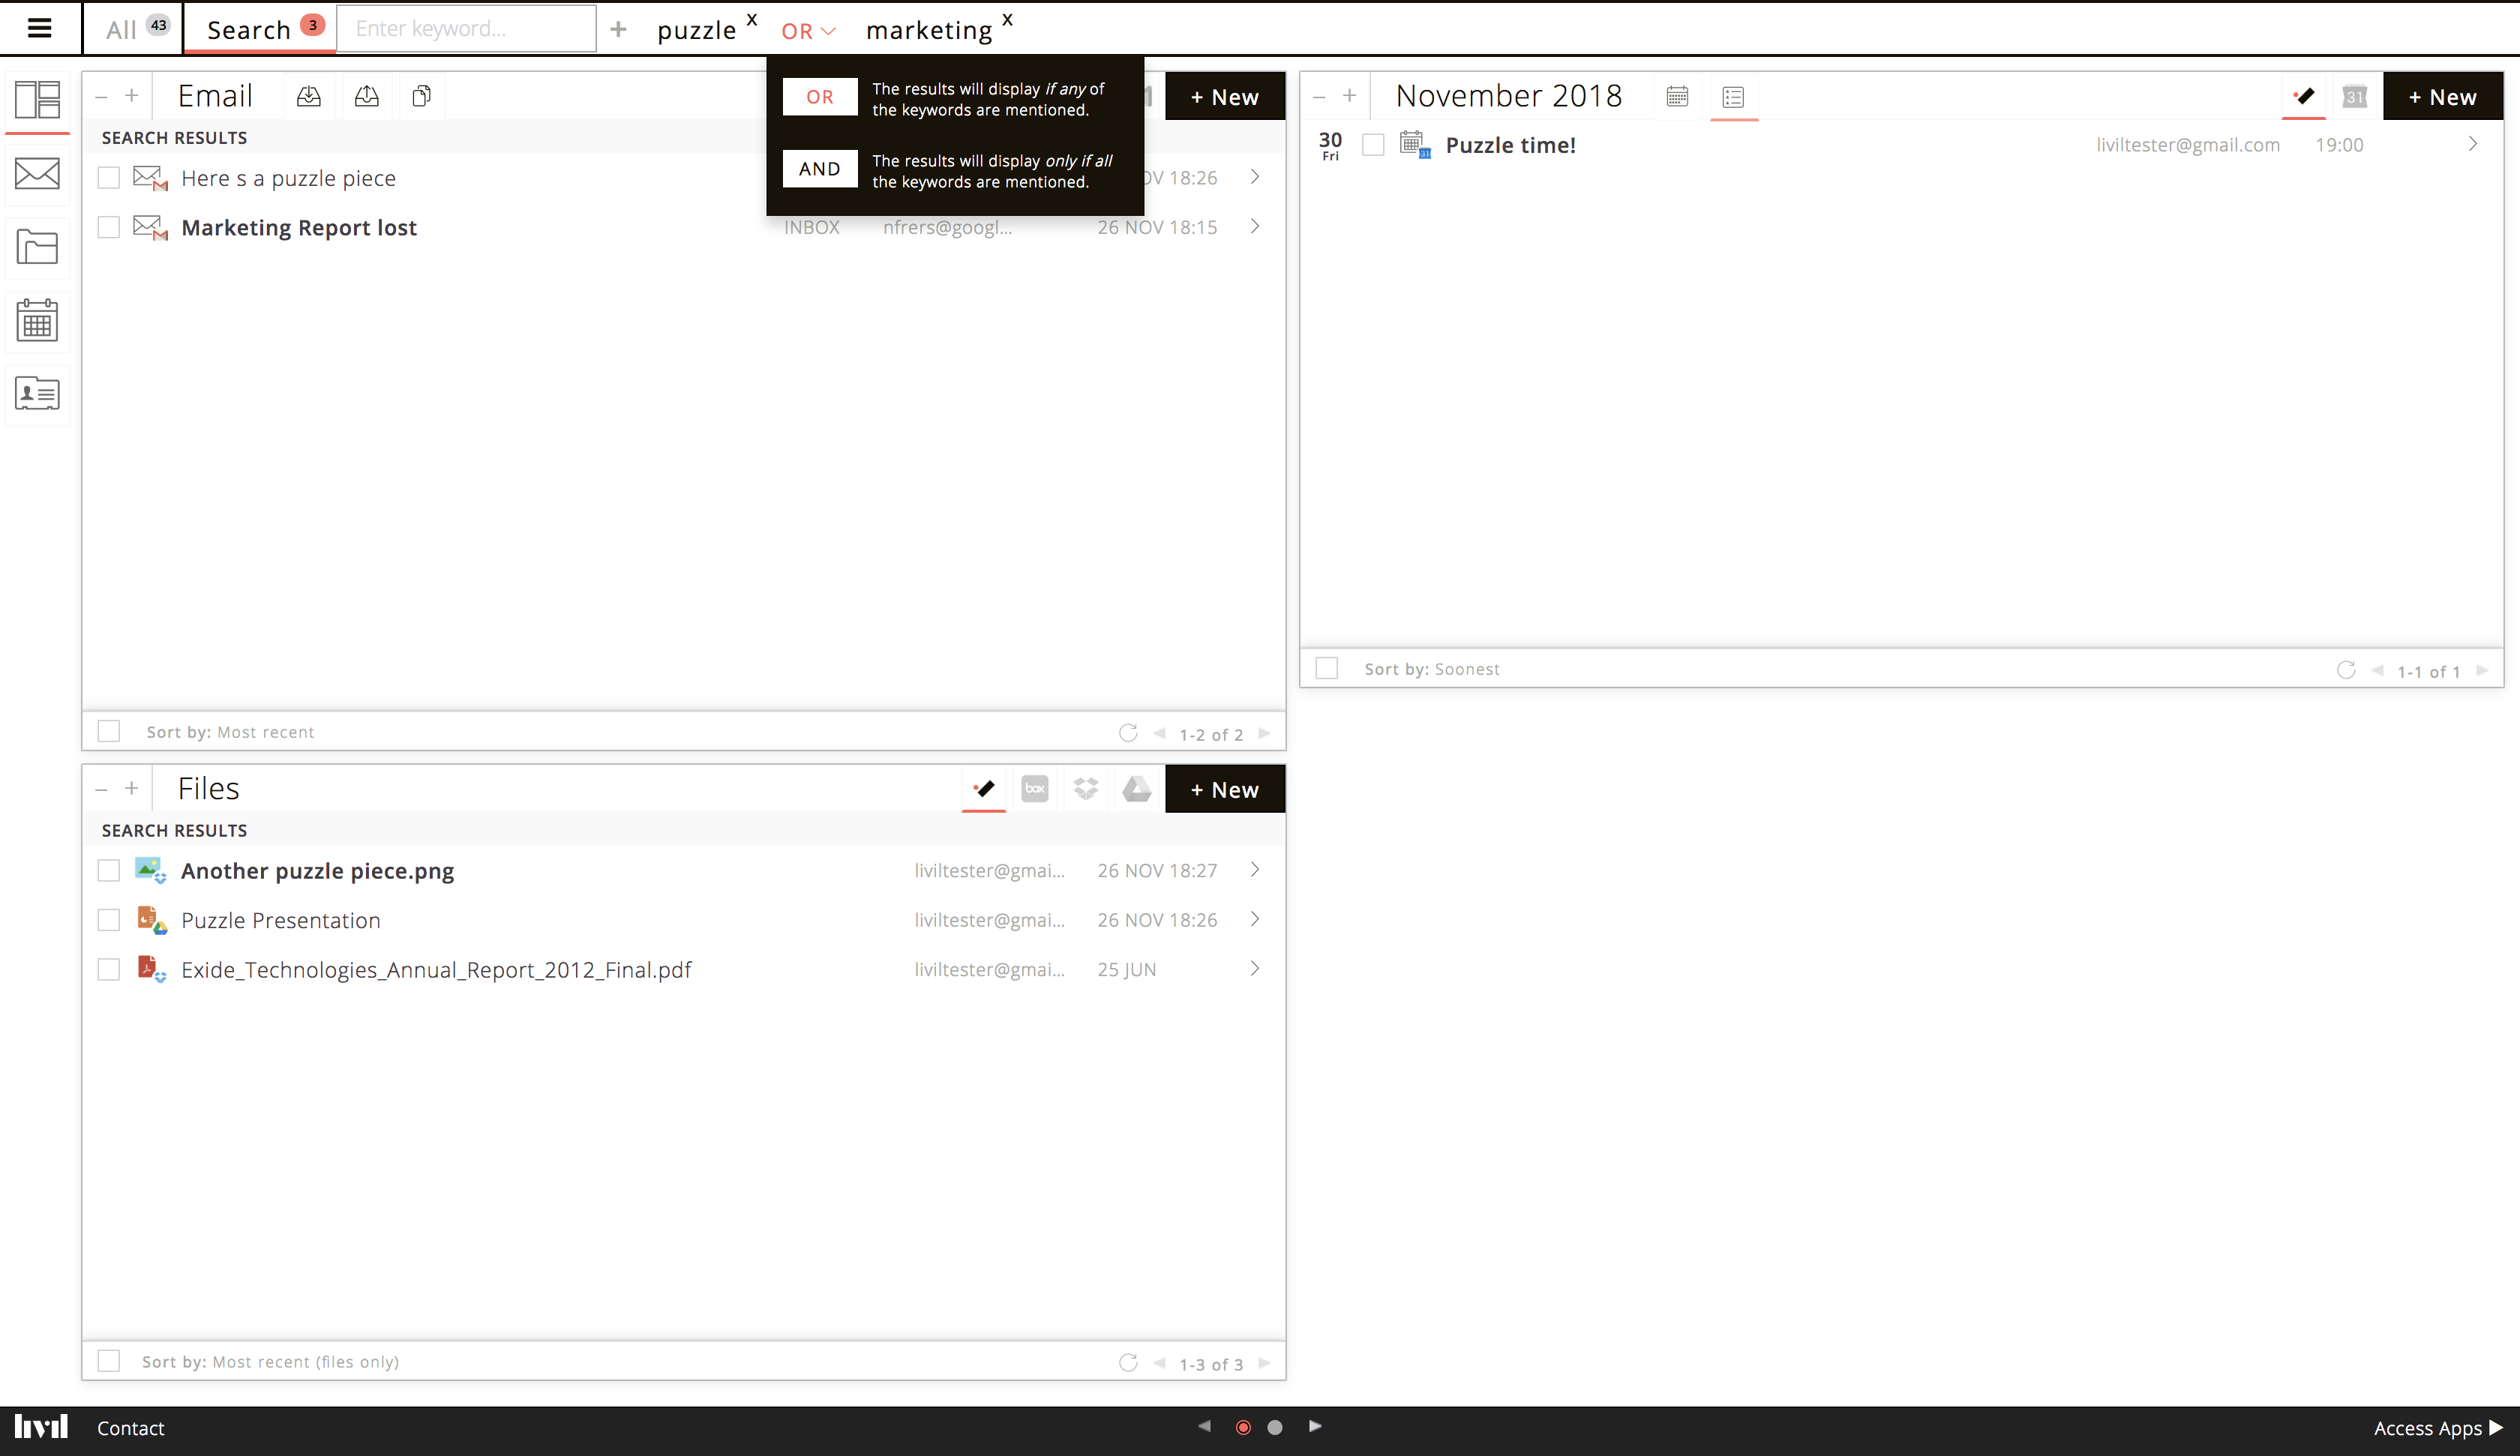 All 43 Search 3 Enter keyword... + puzzle x OR marketing x
OR The results will display if any of
the keywords are mentioned.
AND The results will display only if all
the keywords are mentioned.
− + Email + New
SEARCH RESULTS
Here s a puzzle piece 18:26
Marketing Report lost INBOX nfrers@googl... 26 NOV 18:15
Sort by: Most recent 1-2 of 2
− + November 2018 31 + New
30 Puzzle time! liviltester@gmail.com 19:00
Fri
31
Sort by: Soonest 1-1 of 1
− + Files box + New
SEARCH RESULTS
Another puzzle piece.png liviltester@gmai... 26 NOV 18:27
Puzzle Presentation liviltester@gmai... 26 NOV 18:26
Exide_Technologies_Annual_Report_2012_Final.pdf liviltester@gmai... 25 JUN
Sort by: Most recent (files only) 1-3 of 3
livil Contact Access Apps